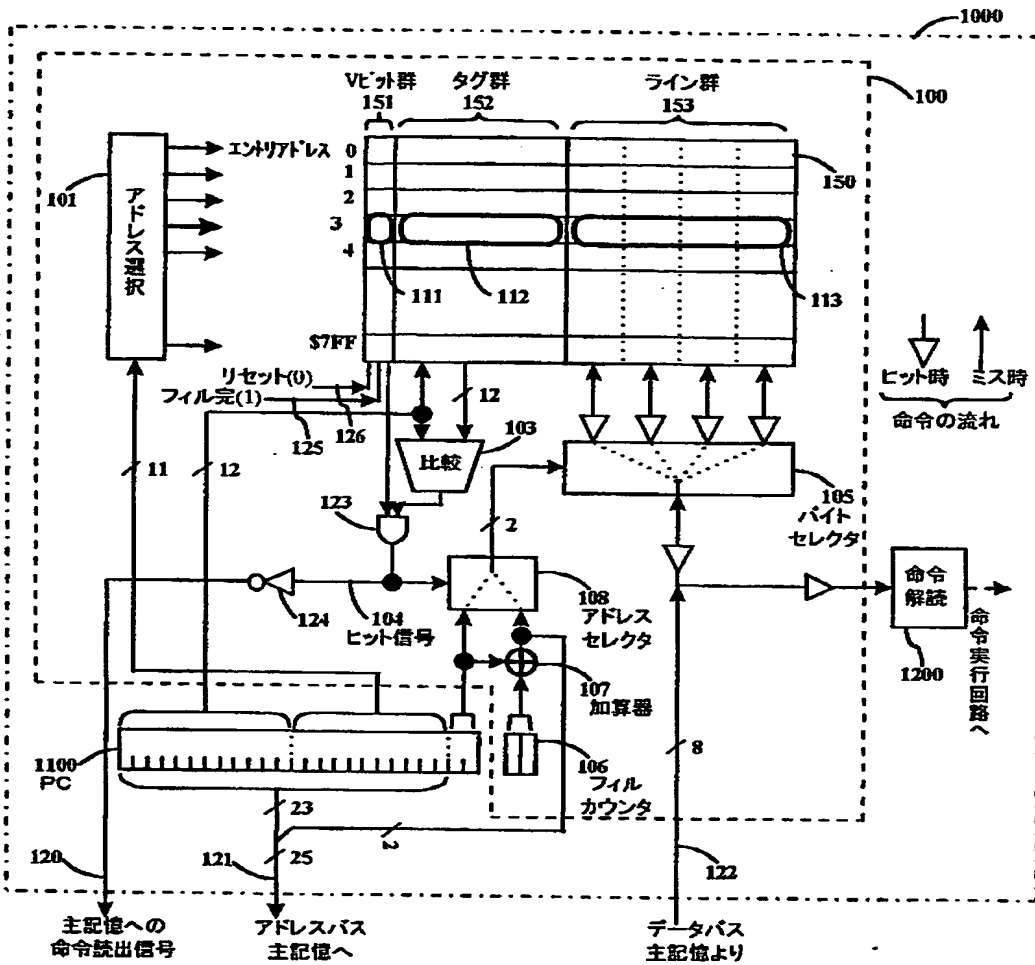 1000
100
Vビット群
151
タグ群
152
ライン群
153
101
アドレス選択
エントリアドレス 0
1
2
3
4
$7FF
150
111
112
113
リセット(0)
フィル完(1)
125
126
12
103
比較
ヒット時
ミス時
命令の流れ
11
12
123
2
105
バイト
セレクタ
124
104
ヒット信号
108
アドレス
セレクタ
命令
解読
1200
命令実行回路へ
107
加算器
1100
PC
106
フィル
カウンタ
8
23
2
25
120
121
122
主記憶への
命令読出信号
アドレスバス
主記憶へ
データバス
主記憶より